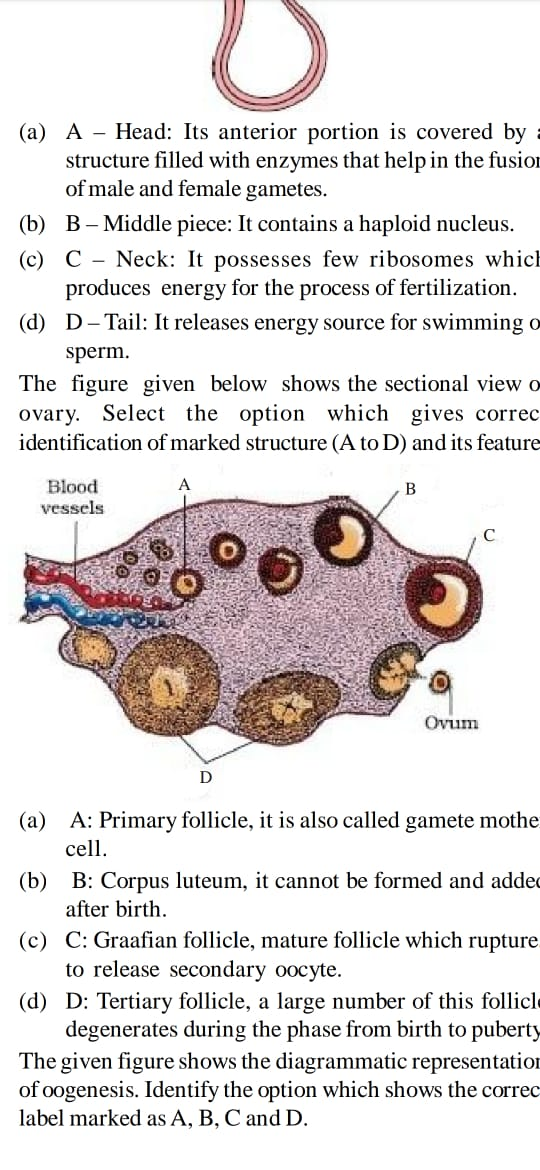 (a) A – Head: Its anterior portion is covered by
structure filled with enzymes that help in the fusion
of male and female gametes.
(b) B – Middle piece: It contains a haploid nucleus.
(c) C – Neck: It possesses few ribosomes which
produces energy for the process of fertilization.
(d) D – Tail: It releases energy source for swimming
sperm.
The figure given below shows the sectional view
ovary. Select the option which gives correc
identification of marked structure (A to D) and its feature
Blood
vessels
A
B
C
Ovum
D
(a) A: Primary follicle, it is also called gamete mothe
cell.
(b) B: Corpus luteum, it cannot be formed and added
after birth.
(c) C: Graafian follicle, mature follicle which rupture
to release secondary oocyte.
(d) D: Tertiary follicle, a large number of this follicle
degenerates during the phase from birth to puberty
The given figure shows the diagrammatic representation
of oogenesis. Identify the option which shows the correc
label marked as A, B, C and D.